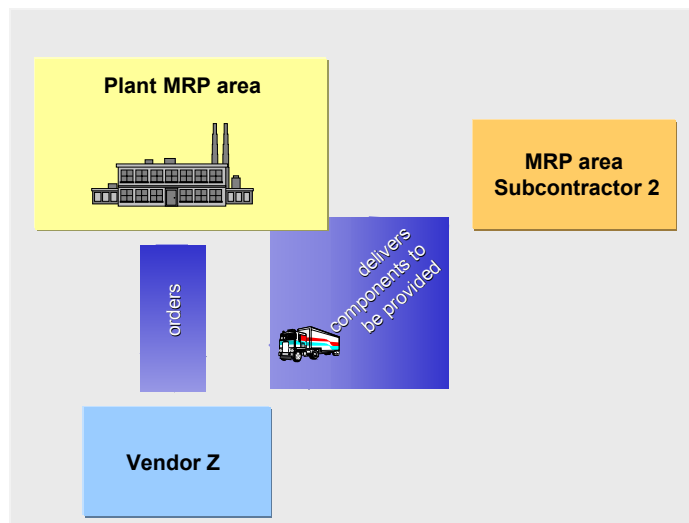 Plant MRP area
MRP area
Subcontractor 2
orders
delivers
components to
be provided
Vendor Z